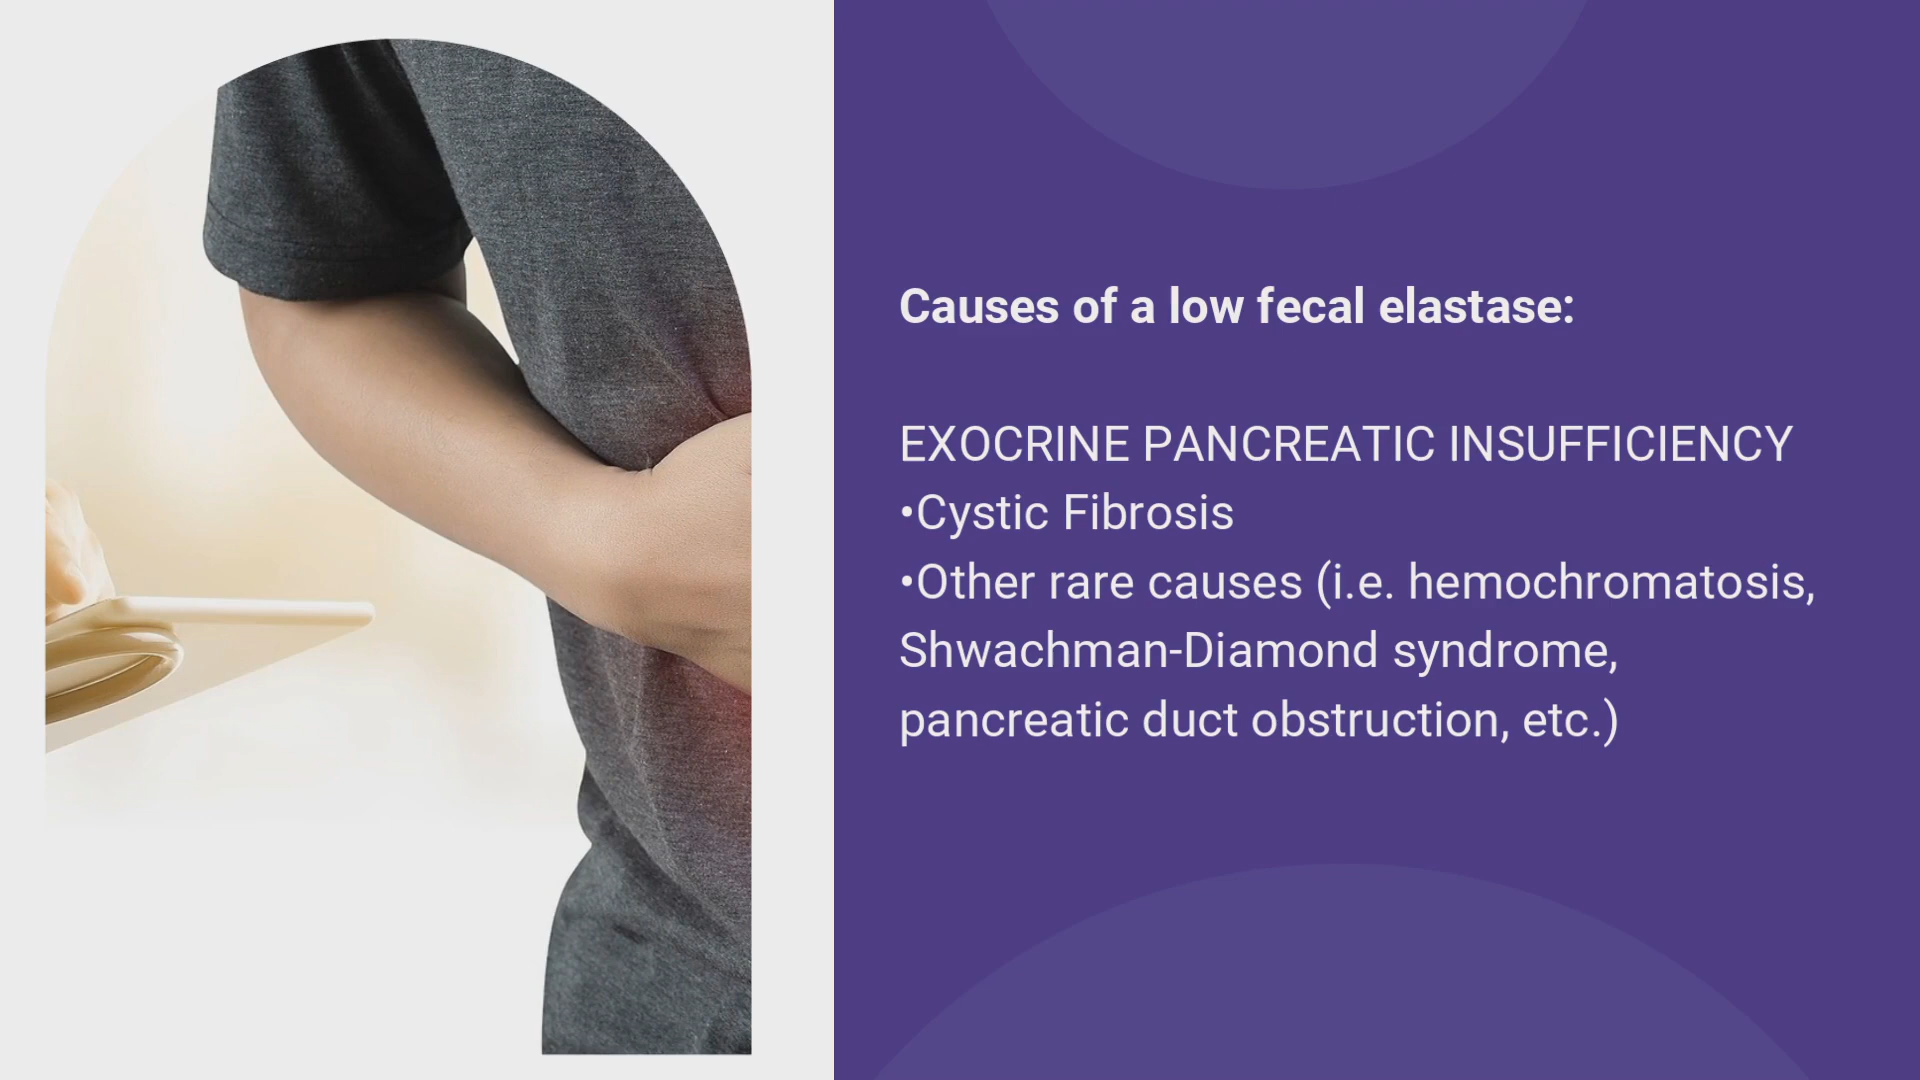 Causes of a low fecal elastase:
EXOCRINE PANCREATIC INSUFFICIENCY
•Cystic Fibrosis
•Other rare causes (i.e. hemochromatosis,
Shwachman-Diamond syndrome,
pancreatic duct obstruction, etc.)